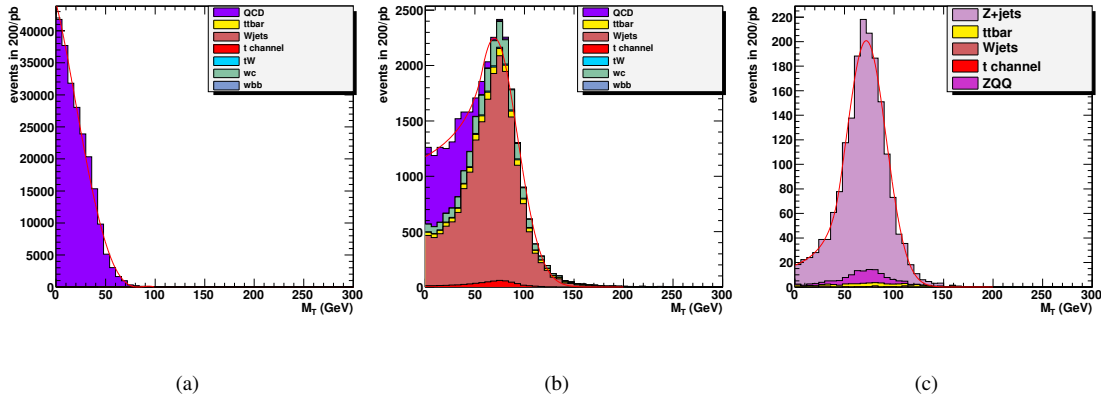 events in 200/pb
40000
35000
30000
25000
20000
15000
10000
5000
0
0 50 100 150 200 250 300
M_T (GeV)
QCD
ttbar
Wjets
t channel
tW
wc
wbb
(a)
events in 200/pb
2500
2000
1500
1000
500
0
0 50 100 150 200 250 300
M_T (GeV)
QCD
ttbar
Wjets
t channel
tW
wc
wbb
(b)
events in 200/pb
220
200
180
160
140
120
100
80
60
40
20
0
0 50 100 150 200 250 300
M_T (GeV)
Z+jets
ttbar
Wjets
t channel
ZQQ
(c)